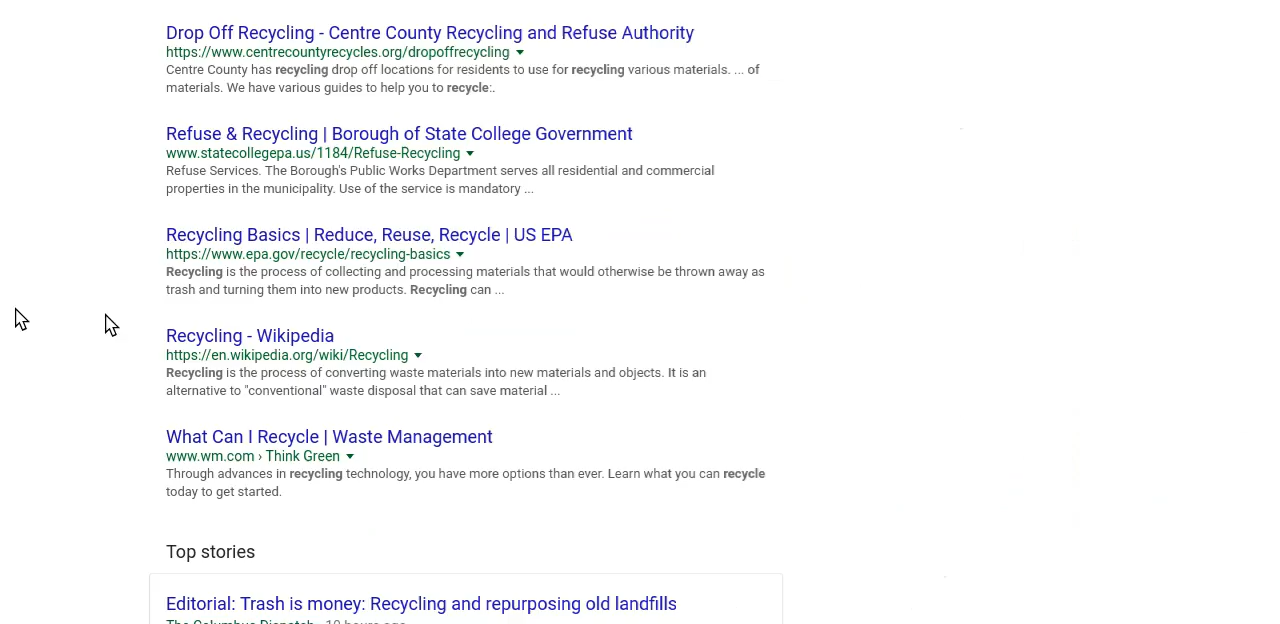 Drop Off Recycling - Centre County Recycling and Refuse Authority
https://www.centrecountyrecycles.org/dropoffrecycling
Centre County has recycling drop off locations for residents to use for recycling various materials. ... of
materials. We have various guides to help you to recycle:.
Refuse & Recycling | Borough of State College Government
www.statecollegepa.us/1184/Refuse-Recycling
Refuse Services. The Borough's Public Works Department serves all residential and commercial
properties in the municipality. Use of the service is mandatory ...
Recycling Basics | Reduce, Reuse, Recycle | US EPA
https://www.epa.gov/recycle/recycling-basics
Recycling is the process of collecting and processing materials that would otherwise be thrown away as
trash and turning them into new products. Recycling can ...
Recycling - Wikipedia
https://en.wikipedia.org/wiki/Recycling
Recycling is the process of converting waste materials into new materials and objects. It is an
alternative to "conventional" waste disposal that can save material ...
What Can I Recycle | Waste Management
www.wm.com › Think Green
Through advances in recycling technology, you have more options than ever. Learn what you can recycle
today to get started.
Top stories
Editorial: Trash is money: Recycling and repurposing old landfills
The Columbus Dispatch - 10 hours ago